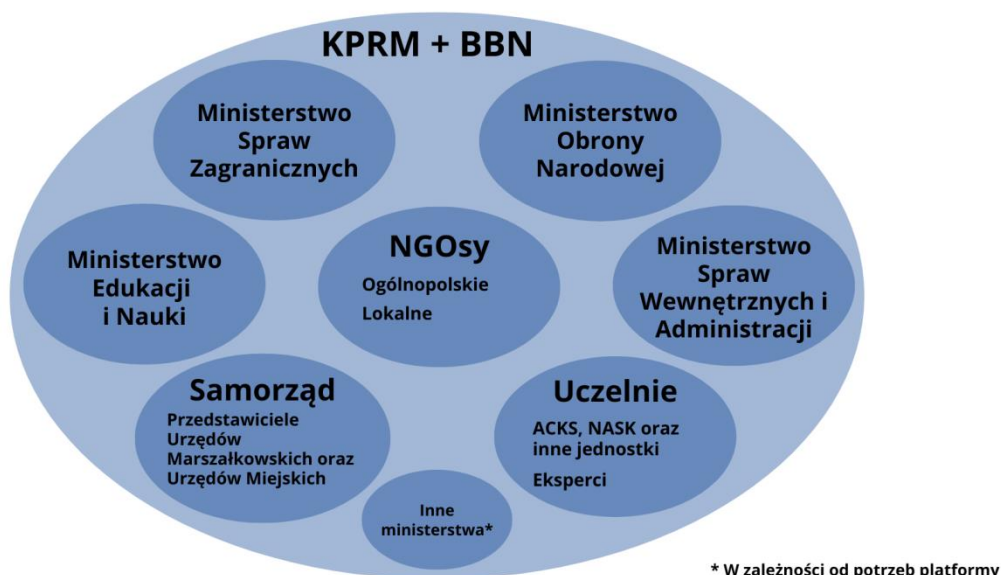 KPRM + BBN
Ministerstwo
Spraw
Zagranicznych
Ministerstwo
Obrony
Narodowej
Ministerstwo
Edukacji
i Nauki
NGOsy
Ogólnopolskie
Lokalne
Ministerstwo
Spraw
Wewnętrznych i
Administracji
Samorząd
Przedstawiciele
Urzędów
Marszałkowskich oraz
Urzędów Miejskich
Uczelnie
ACKS, NASK oraz
inne jednostki
Eksperci
Inne
ministerstwa*
* W zależności od potrzeb platformy